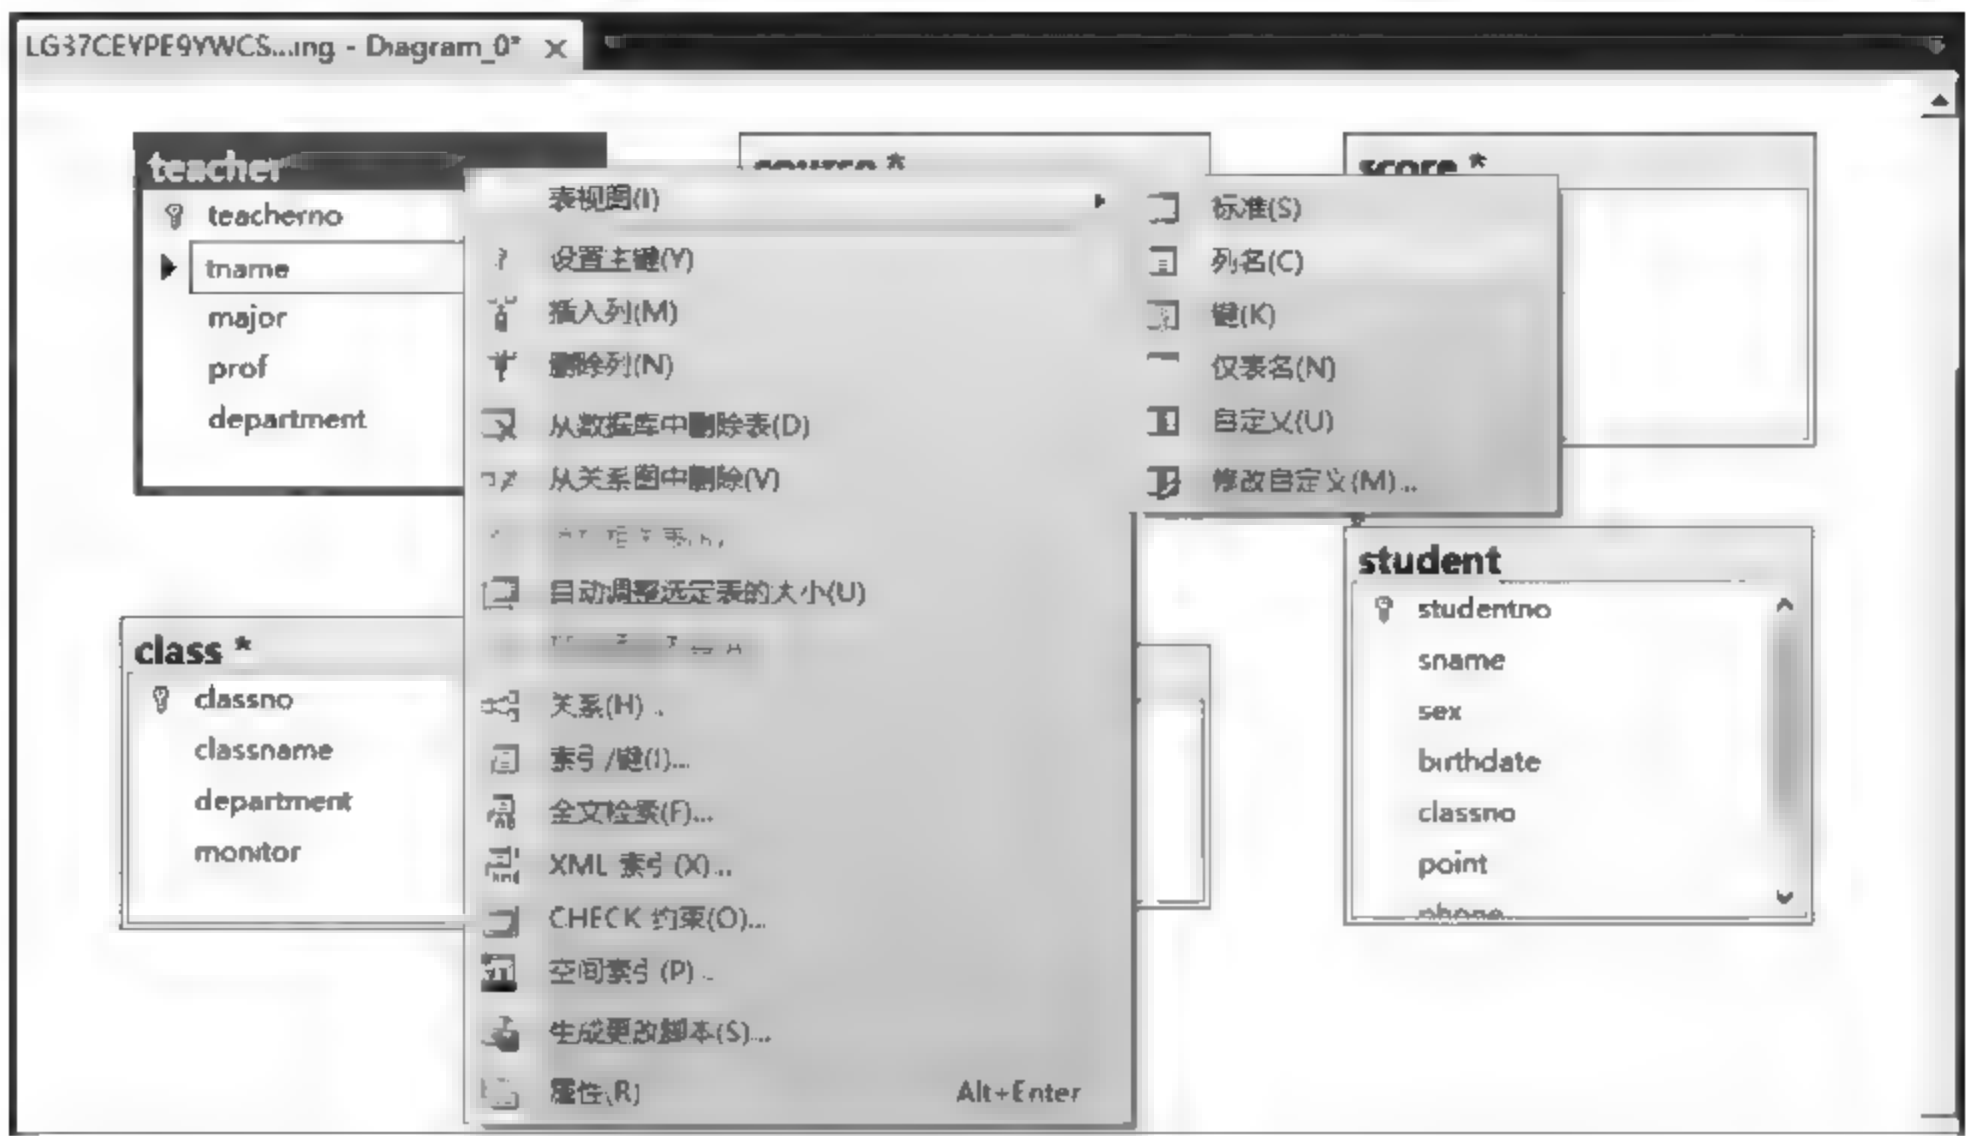 LG37CEYPE9YWCS...ing - Diagram_0*
teacher
teacherno
tname
major
prof
department
score *
表视图(I)
设置主键(Y)
插入列(M)
删除列(N)
从数据库中删除表(D)
从关系图中删除(V)
自动调整选定表的大小(U)
关系(H)...
索引/键(I)...
全文检索(F)...
XML 索引(X)...
CHECK 约束(O)...
空间索引(P)...
生成更改脚本(S)...
属性(R) Alt+Enter
标准(S)
列名(C)
键(K)
仅表名(N)
自定义(U)
修改自定义(M)...
class *
classno
classname
department
monitor
student
studentno
sname
sex
birthdate
classno
point
phone